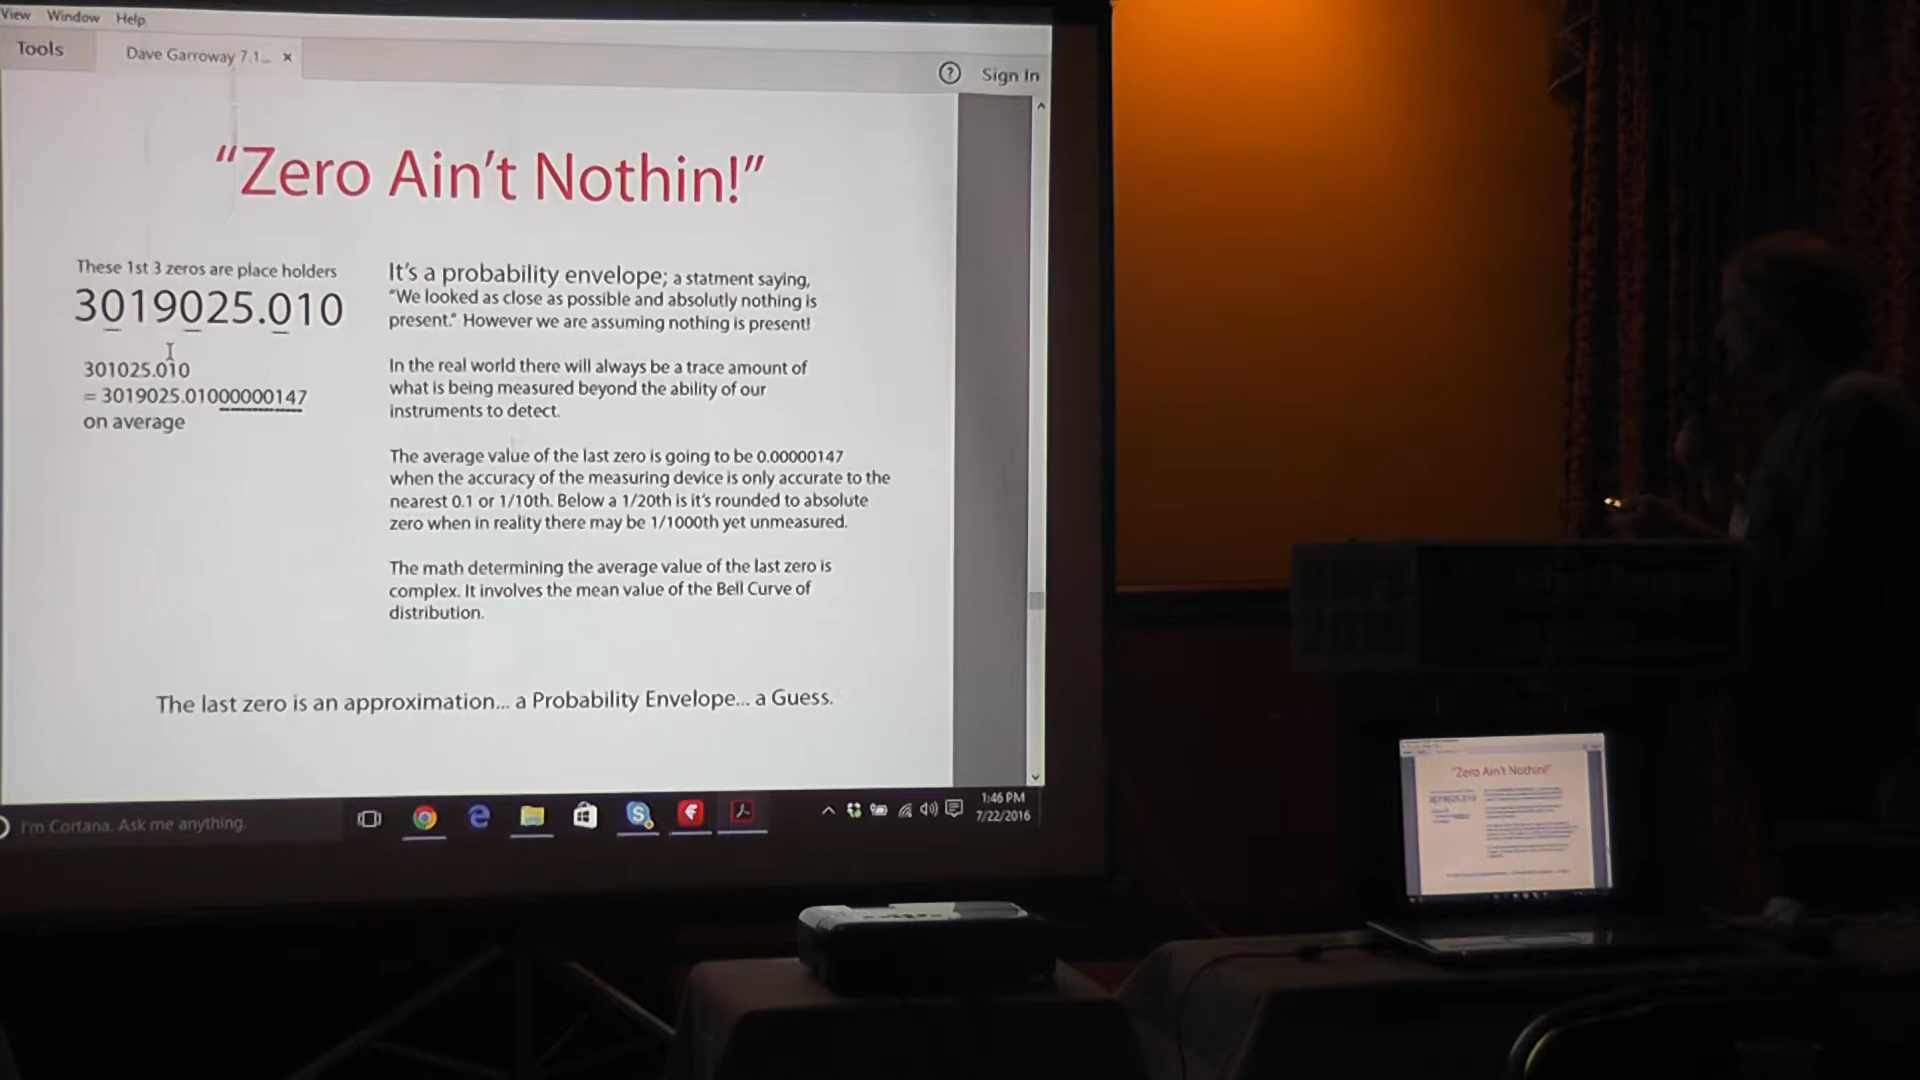 View Window Help
Tools
Dave Garroway 7.1... ×
? Sign In
“Zero Ain’t Nothin!”
These 1st 3 zeros are place holders
3019025.010
301025.010
= 3019025.01000000147
on average
It’s a probability envelope; a statment saying,
“We looked as close as possible and absolutly nothing is
present.” However we are assuming nothing is present!
In the real world there will always be a trace amount of
what is being measured beyond the ability of our
instruments to detect.
The average value of the last zero is going to be 0.00000147
when the accuracy of the measuring device is only accurate to the
nearest 0.1 or 1/10th. Below a 1/20th is it’s rounded to absolute
zero when in reality there may be 1/1000th yet unmeasured.
The math determining the average value of the last zero is
complex. It involves the mean value of the Bell Curve of
distribution.
The last zero is an approximation... a Probability Envelope... a Guess.
I'm Cortana. Ask me anything.
1:46 PM
7/22/2016
2016
“Zero Ain’t Nothin!”
3019025.010